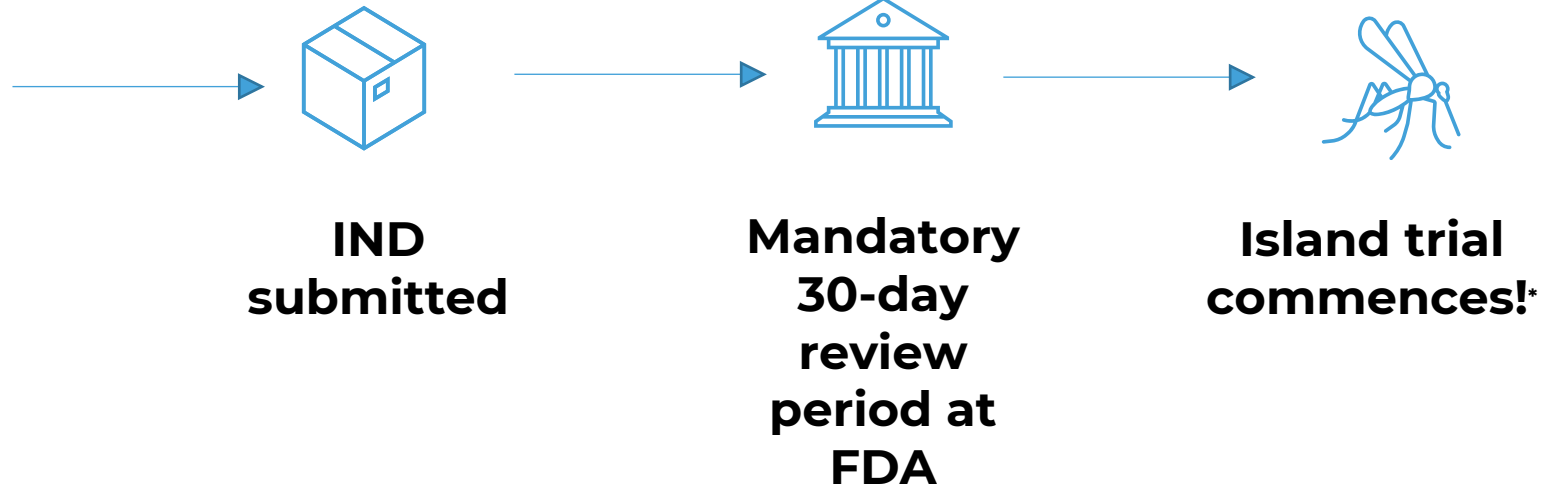 IND
submitted
Mandatory
30-day
review
period at
FDA
Island trial
commences!*